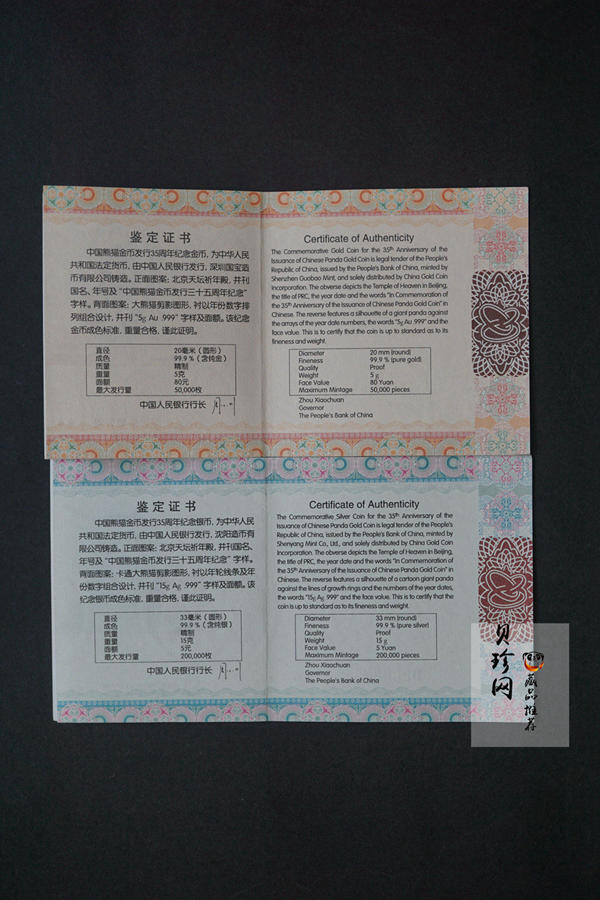 鉴定证书
中国熊猫金币发行35周年纪念金币, 为中华人民
共和国法定货币, 由中国人民银行发行, 深圳国宝造
币有限公司铸造。正面图案: 北京天坛祈年殿, 并刊
国名、年号及“中国熊猫金币发行三十五周年纪念”
字样。背面图案: 大熊猫剪影图形, 衬以年份数字排
列组合设计, 并刊“5g Au .999”字样及面额。该纪念
金币成色标准, 重量合格, 谨此证明。
直径 20毫米（圆形）
成色 99.9％（含纯金）
质量 精制
重量 5克
面额 80元
最大发行量 50,000枚
中国人民银行行长
Certificate of Authenticity
The Commemorative Gold Coin for the 35th Anniversary of the
Issuance of Chinese Panda Gold Coin is legal tender of the People's
Republic of China, issued by the People's Bank of China, minted by
Shenzhen Guobao Mint, and solely distributed by China Gold Coin
Incorporation. The obverse depicts the Temple of Heaven in Beijing,
the title of PRC, the year date and the words "In Commemoration of
the 35th Anniversary of the Issuance of Chinese Panda Gold Coin" in
Chinese. The reverse features a silhouette of a giant panda against
the arrays of the year date numbers, the words "5g Au .999" and the
face value. This is to certify that the coin is up to standard as to its
fineness and weight.
Diameter 20 mm (round)
Fineness 99.9 % (pure gold)
Quality Proof
Weight 5 g
Face Value 80 Yuan
Maximum Mintage 50,000 pieces
Zhou Xiaochuan
Governor
The People's Bank of China
鉴定证书
中国熊猫金币发行35周年纪念银币, 为中华人民
共和国法定货币, 由中国人民银行发行, 沈阳造币有
限公司铸造。正面图案: 北京天坛祈年殿, 并刊国名、
年号及“中国熊猫金币发行三十五周年纪念”字样。
背面图案: 卡通大熊猫剪影图形, 衬以年轮线条及年
份数字组合设计, 并刊“15g Ag .999”字样及面额。该
纪念银币成色标准, 重量合格, 谨此证明。
直径 33毫米（圆形）
成色 99.9％（含纯银）
质量 精制
重量 15克
面额 5元
最大发行量 200,000枚
中国人民银行行长
Certificate of Authenticity
The Commemorative Silver Coin for the 35th Anniversary of the
Issuance of Chinese Panda Gold Coin is legal tender of the People's
Republic of China, issued by the People's Bank of China, minted by
Shenyang Mint Co., Ltd., and solely distributed by China Gold Coin
Incorporation. The obverse depicts the Temple of Heaven in Beijing,
the title of PRC, the year date and the words "In Commemoration of
the 35th Anniversary of the Issuance of Chinese Panda Gold Coin" in
Chinese. The reverse features a silhouette of a cartoon giant panda
against the lines of growth rings and the numbers of the year dates,
the words "15g Ag .999" and the face value. This is to certify that the
coin is up to standard as to its fineness and weight.
Diameter 33 mm (round)
Fineness 99.9 % (pure silver)
Quality Proof
Weight 15 g
Face Value 5 Yuan
Maximum Mintage 200,000 pieces
Zhou Xiaochuan
Governor
The People's Bank of China
贝珍网
藏品推荐